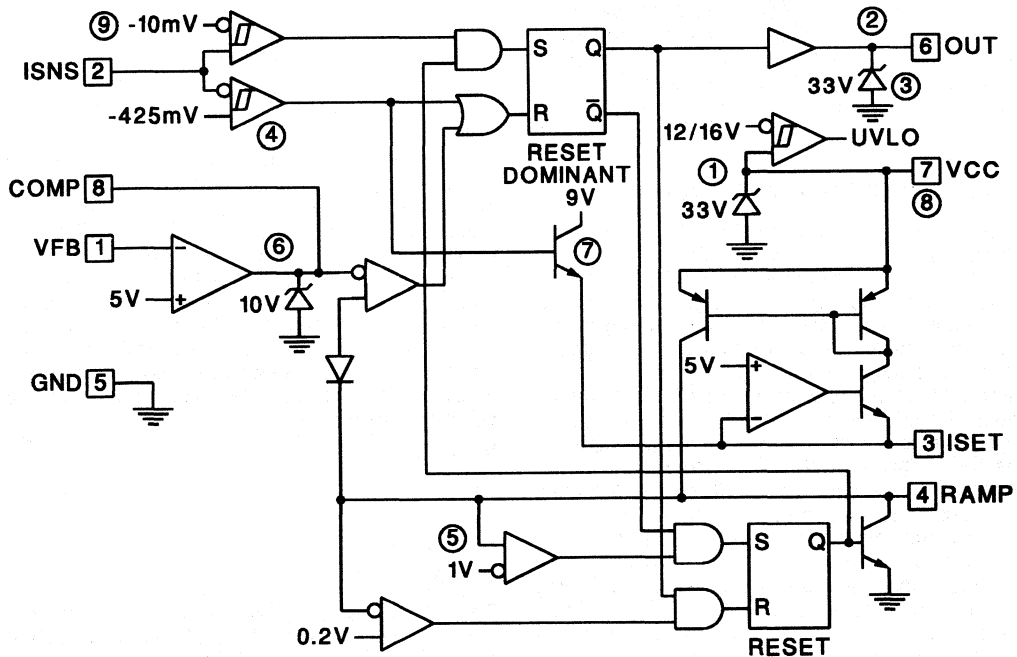 ⑨ -10mV
ISNS 2
-425mV
④
S Q
R Q̅
RESET
DOMINANT
②
6 OUT
33V ③
12/16V
UVLO
①
7 VCC
33V
⑧
COMP 8
9V
⑦
VFB 1
⑥
5V
10V
- +
GND 5
5V
+ -
3 ISET
4 RAMP
⑤
1V
S Q
R
0.2V
RESET